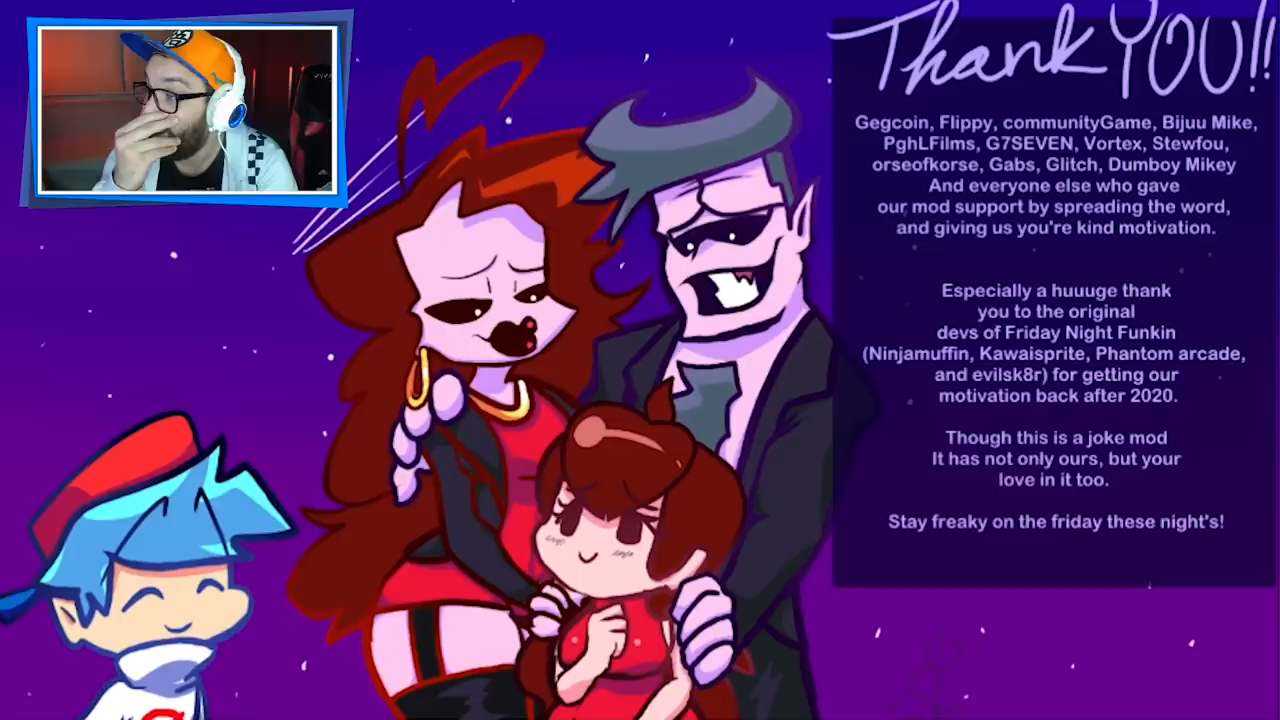 Thank YOU!!
Gegcoin, Flippy, communityGame, Bijuu Mike,
PghLFilms, G7SEVEN, Vortex, Stewfou,
orseofkorse, Gabs, Glitch, Dumboy Mikey
And everyone else who gave
our mod support by spreading the word,
and giving us you're kind motivation.
Especially a huuuge thank
you to the original
devs of Friday Night Funkin
(Ninjamuffin, Kawaisprite, Phantom arcade,
and evilsk8r) for getting our
motivation back after 2020.
Though this is a joke mod
It has not only ours, but your
love in it too.
Stay freaky on the friday these night's!